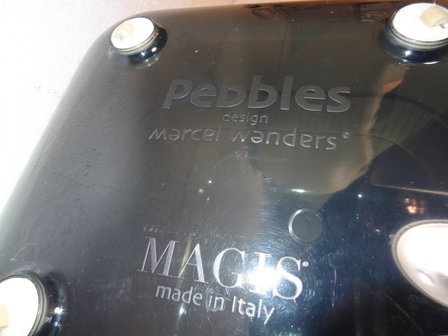 Pebbles
design
marcel wanders®
MAGIS®
made in Italy